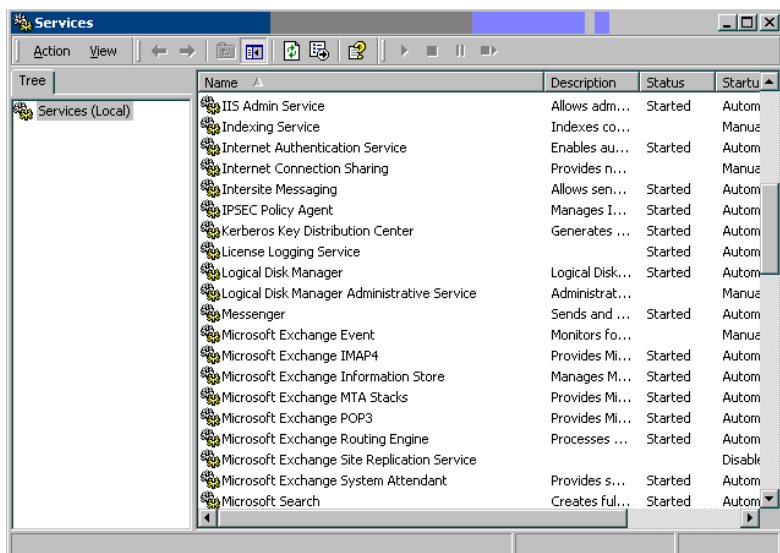 Services
Action View
Tree
Services (Local)
Name Description Status Startu
IIS Admin Service Allows adm... Started Autom
Indexing Service Indexes co... Manua
Internet Authentication Service Enables au... Started Autom
Internet Connection Sharing Provides n... Manua
Intersite Messaging Allows sen... Started Autom
IPSEC Policy Agent Manages I... Started Autom
Kerberos Key Distribution Center Generates ... Started Autom
License Logging Service Started Autom
Logical Disk Manager Logical Disk... Started Autom
Logical Disk Manager Administrative Service Administrat... Manua
Messenger Sends and ... Started Autom
Microsoft Exchange Event Monitors fo... Manua
Microsoft Exchange IMAP4 Provides Mi... Started Autom
Microsoft Exchange Information Store Manages M... Started Autom
Microsoft Exchange MTA Stacks Provides Mi... Started Autom
Microsoft Exchange POP3 Provides Mi... Started Autom
Microsoft Exchange Routing Engine Processes ... Started Autom
Microsoft Exchange Site Replication Service Disable
Microsoft Exchange System Attendant Provides s... Started Autom
Microsoft Search Creates ful... Started Autom